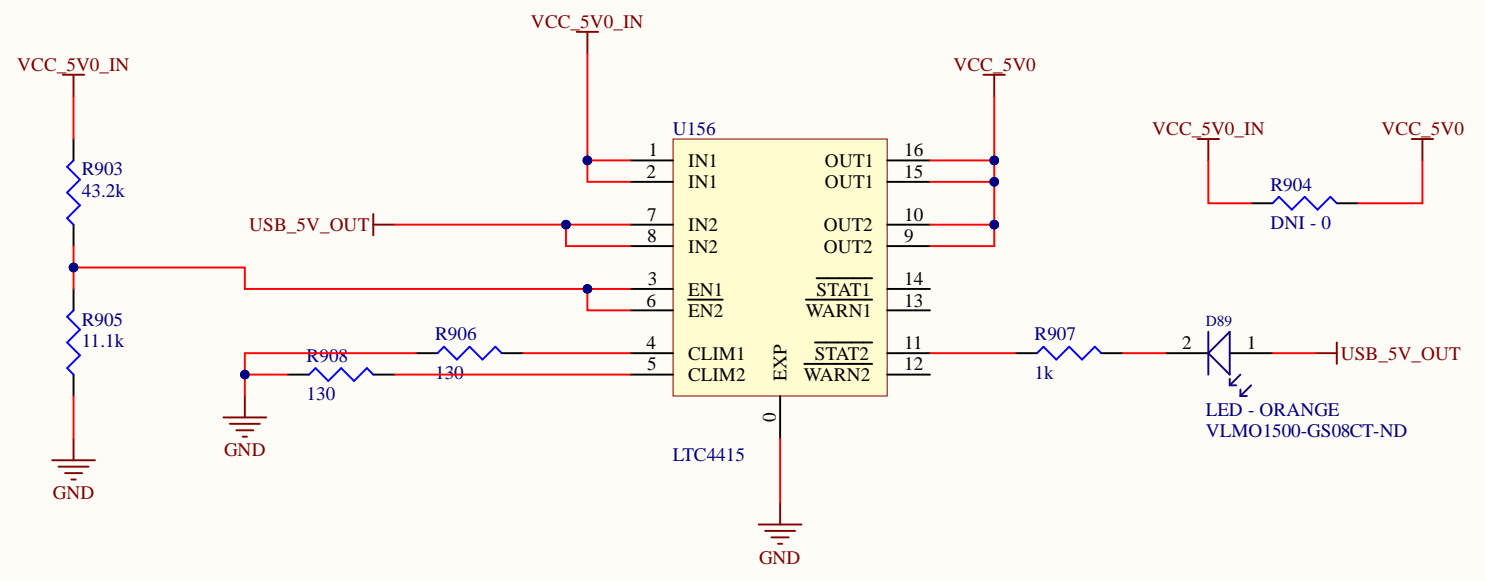 VCC_5V0_IN
R903
43.2k
R905
11.1k
GND
VCC_5V0_IN
USB_5V_OUT
R906
130
R908
130
GND
U156
1
IN1
2
IN1
7
IN2
8
IN2
3
EN1
6
EN2
4
CLIM1
5
CLIM2
EXP
0
OUT1
16
OUT1
15
OUT2
10
OUT2
9
STAT1
14
WARN1
13
STAT2
11
WARN2
12
LTC4415
GND
VCC_5V0
VCC_5V0_IN
VCC_5V0
R904
DNI - 0
R907
1k
D89
2
1
USB_5V_OUT
LED - ORANGE
VLMO1500-GS08CT-ND